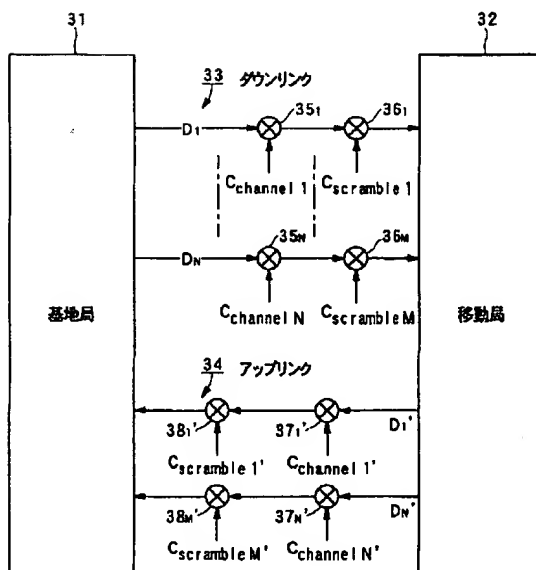 31
32
33 ダウンリンク
D1
351
361
Cchannel 1
Cscramble 1
DN
35N
36M
Cchannel N
Cscramble M
基地局
移動局
34 アップリンク
381'
371'
D1'
Cscramble 1'
Cchannel 1'
38M'
37N'
DN'
Cscramble M'
Cchannel N'